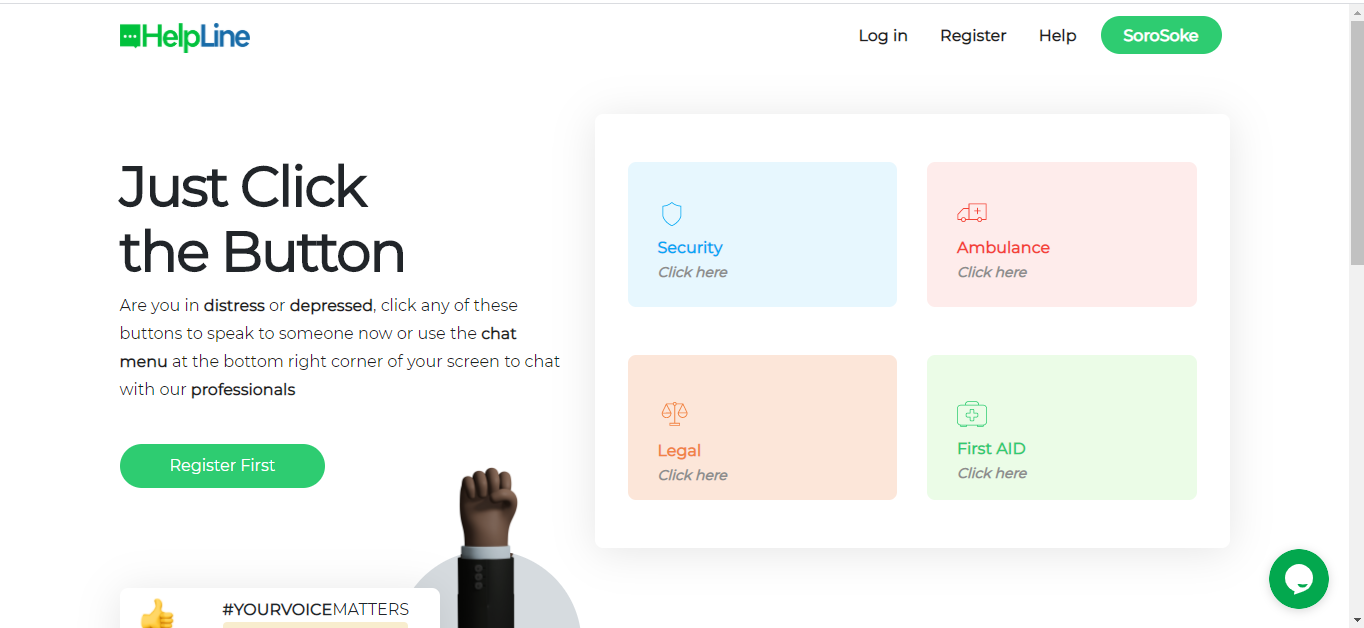 HelpLine
Log in
Register
Help
SoroSoke
Just Click
the Button
Are you in distress or depressed, click any of these
buttons to speak to someone now or use the chat
menu at the bottom right corner of your screen to chat
with our professionals
Register First
Security
Click here
Ambulance
Click here
Legal
Click here
First AID
Click here
#YOURVOICEMATTERS